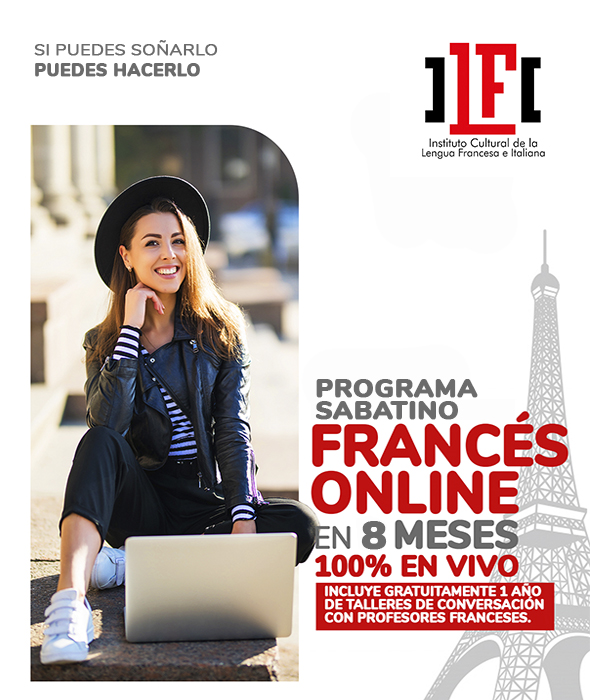 SI PUEDES SOÑARLO
PUEDES HACERLO
ILFI
Instituto Cultural de la
Lengua Francesa e Italiana
PROGRAMA
SABATINO
FRANCÉS
ONLINE
EN 8 MESES
100% EN VIVO
INCLUYE GRATUITAMENTE 1 AÑO
DE TALLERES DE CONVERSACIÓN
CON PROFESORES FRANCESES.